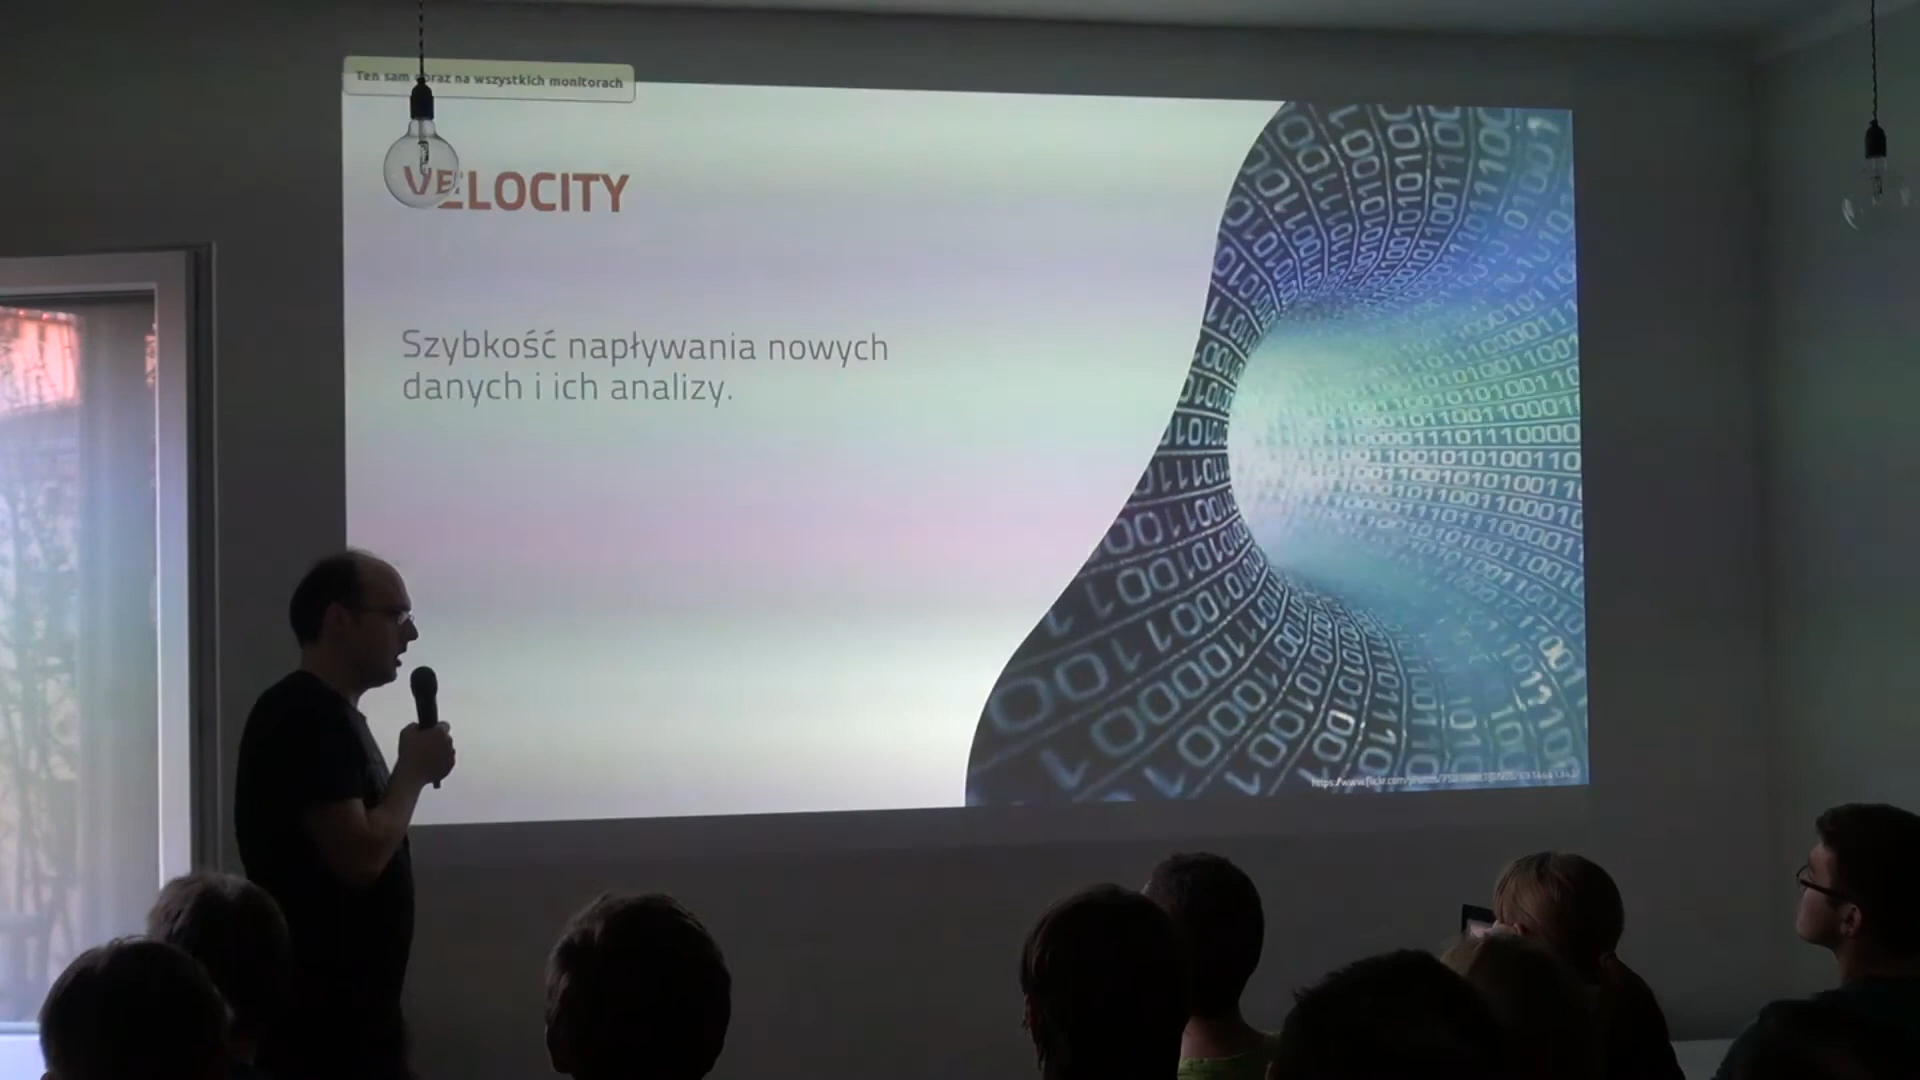 Ten sam obraz na wszystkich monitorach
VELOCITY
Szybkość napływania nowych
danych i ich analizy.